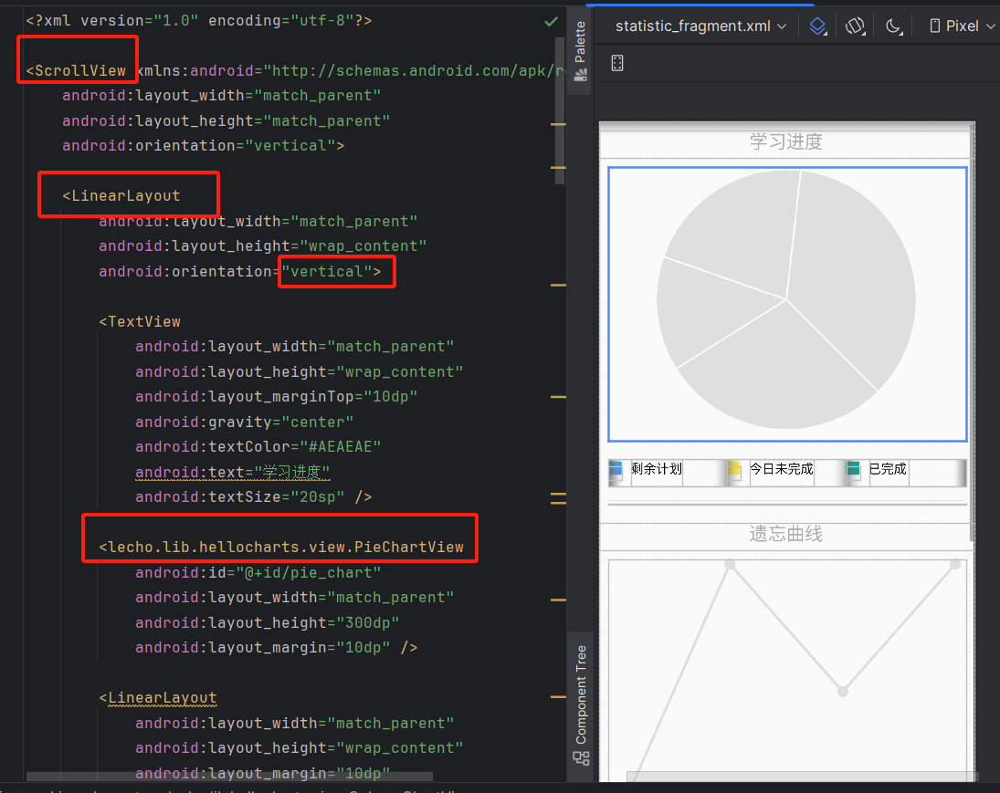 <?xml version="1.0" encoding="utf-8"?>
<ScrollView xmlns:android="http://schemas.android.com/apk/re
    android:layout_width="match_parent"
    android:layout_height="match_parent"
    android:orientation="vertical">
    <LinearLayout
        android:layout_width="match_parent"
        android:layout_height="wrap_content"
        android:orientation="vertical">
        <TextView
            android:layout_width="match_parent"
            android:layout_height="wrap_content"
            android:layout_marginTop="10dp"
            android:gravity="center"
            android:textColor="#AEAEAE"
            android:text="学习进度"
            android:textSize="20sp" />
        <lecho.lib.hellocharts.view.PieChartView
            android:id="@+id/pie_chart"
            android:layout_width="match_parent"
            android:layout_height="300dp"
            android:layout_margin="10dp" />
        <LinearLayout
            android:layout_width="match_parent"
            android:layout_height="wrap_content"
            android:layout_margin="10dp"
Palette
Component Tree
statistic_fragment.xml
Pixel
学习进度
剩余计划
今日未完成
已完成
遗忘曲线